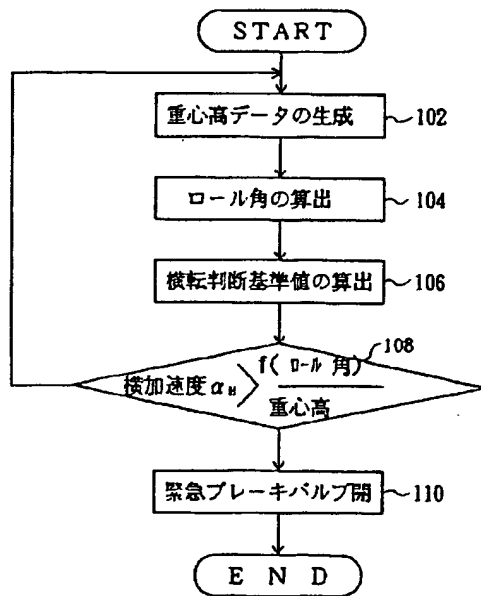 START
重心高データの生成
102
ロール角の算出
104
横転判断基準値の算出
106
108
横加速度 αH > f(ロール角)
重心高
緊急ブレーキバルブ開
110
END